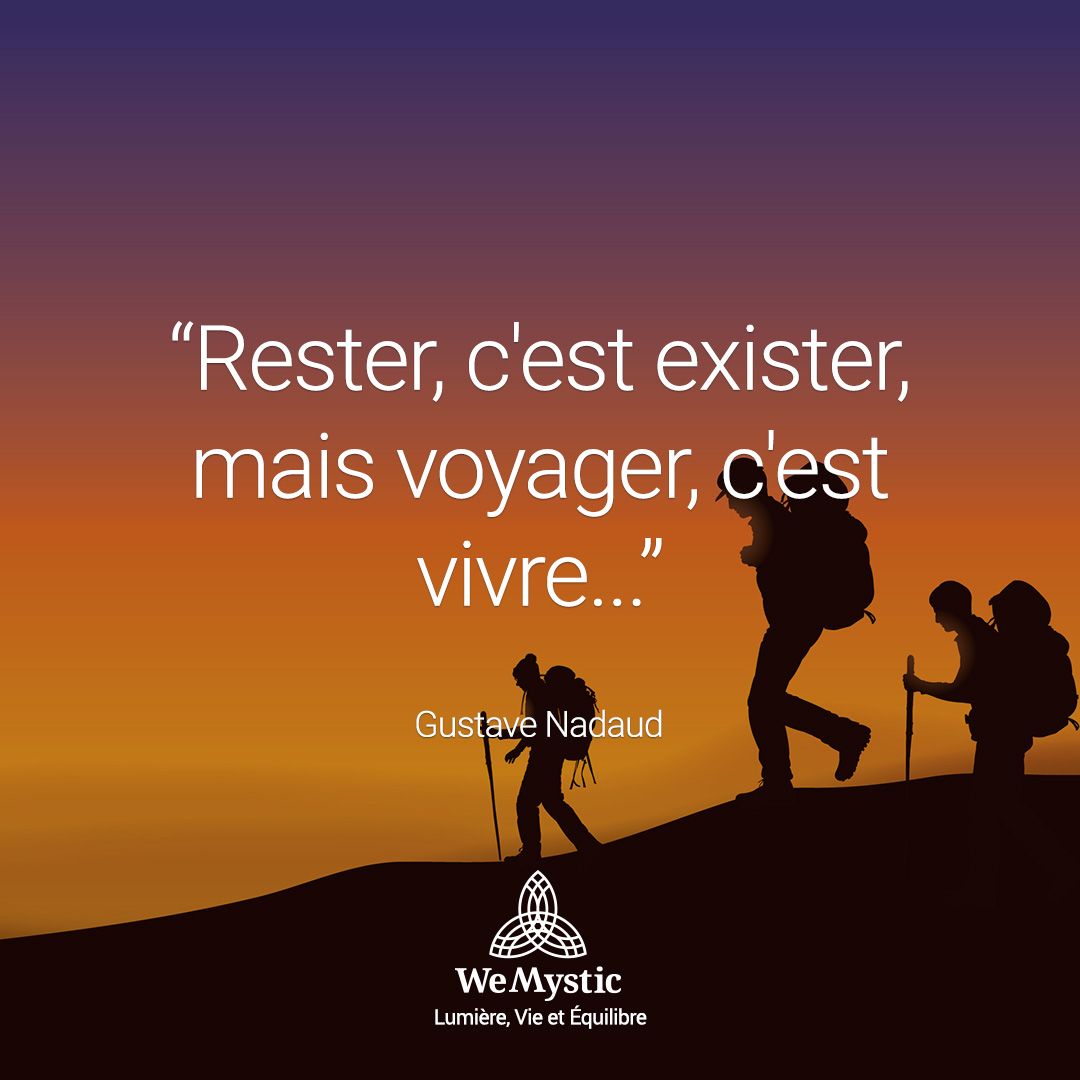 “Rester, c'est exister,
mais voyager, c'est
vivre...”
Gustave Nadaud
WeMystic
Lumière, Vie et Équilibre